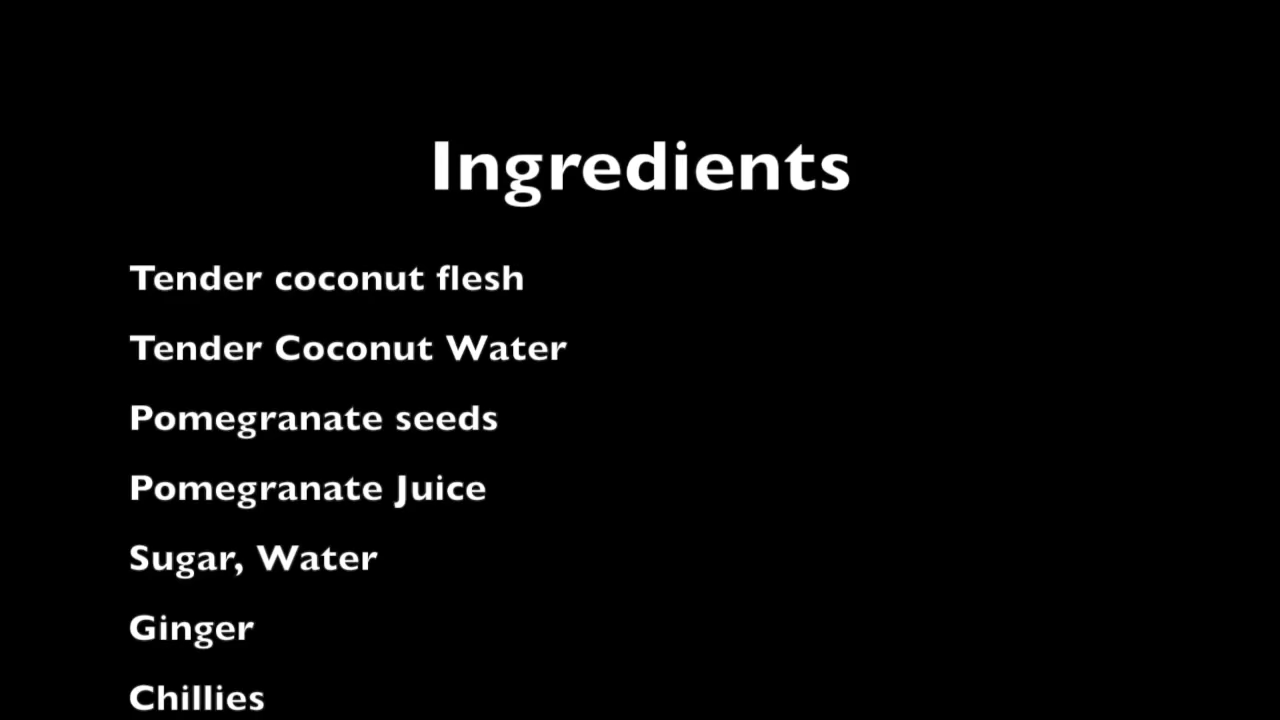 Ingredients
Tender coconut flesh
Tender Coconut Water
Pomegranate seeds
Pomegranate Juice
Sugar, Water
Ginger
Chillies